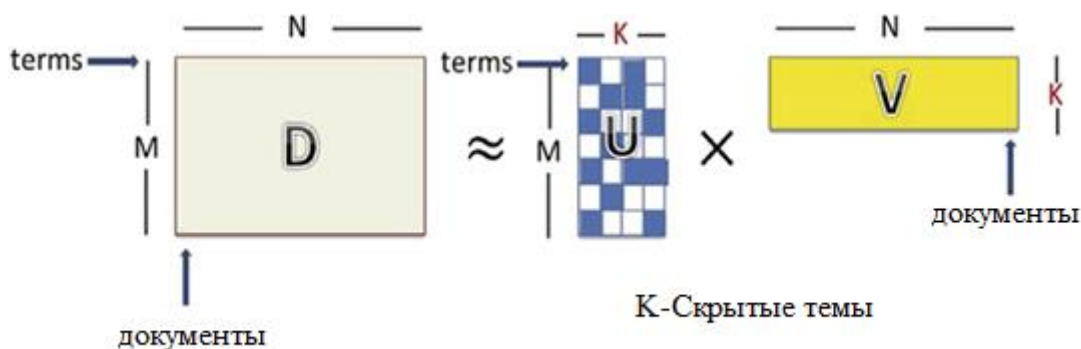 N
K
N
terms
terms
M
D
≈
M
U
×
V
K
документы
K-Скрытые темы
документы